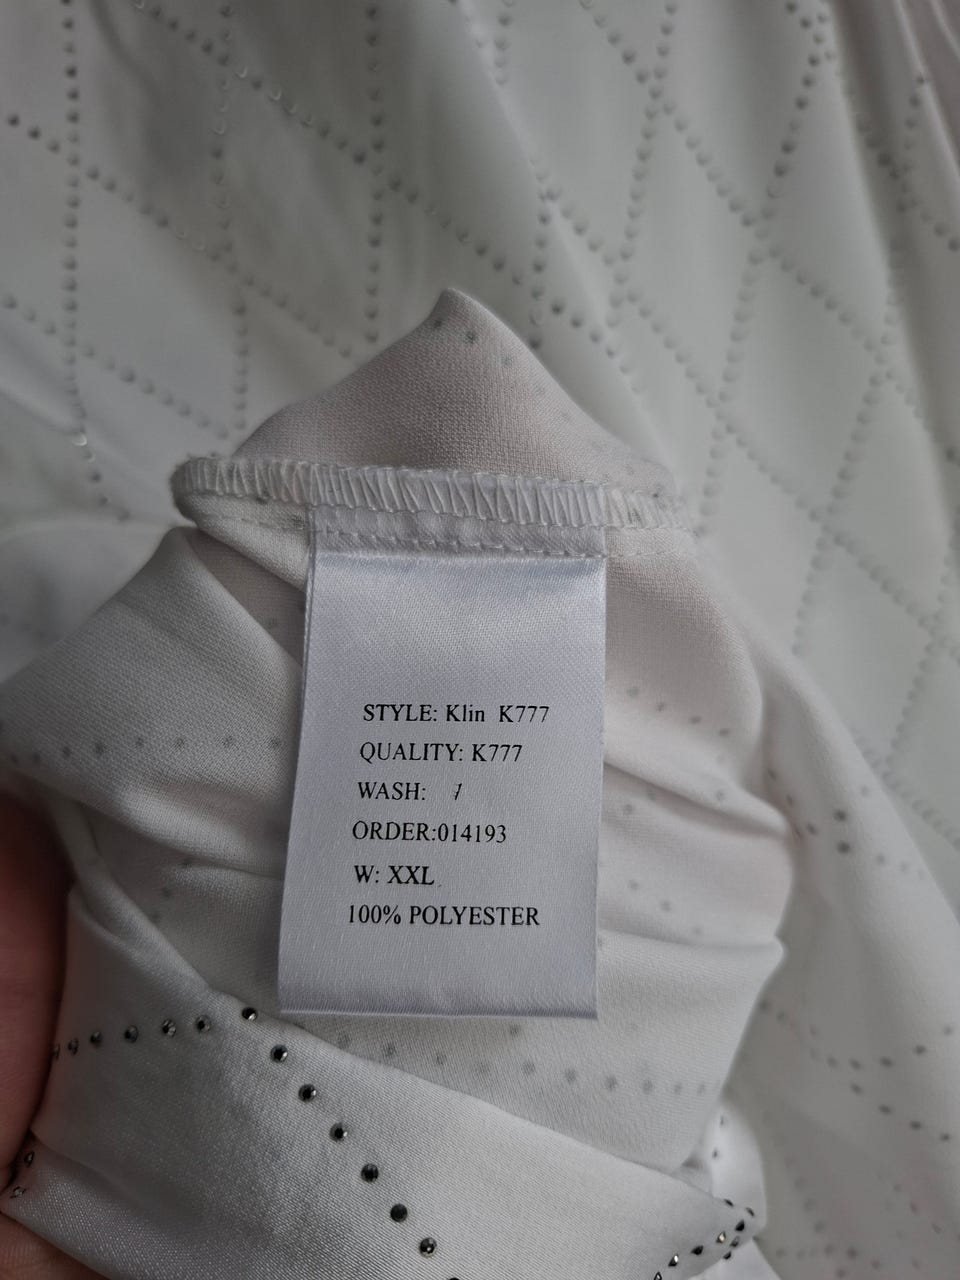 STYLE: Klin K777
QUALITY: K777
WASH: /
ORDER:014193
W: XXL
100% POLYESTER